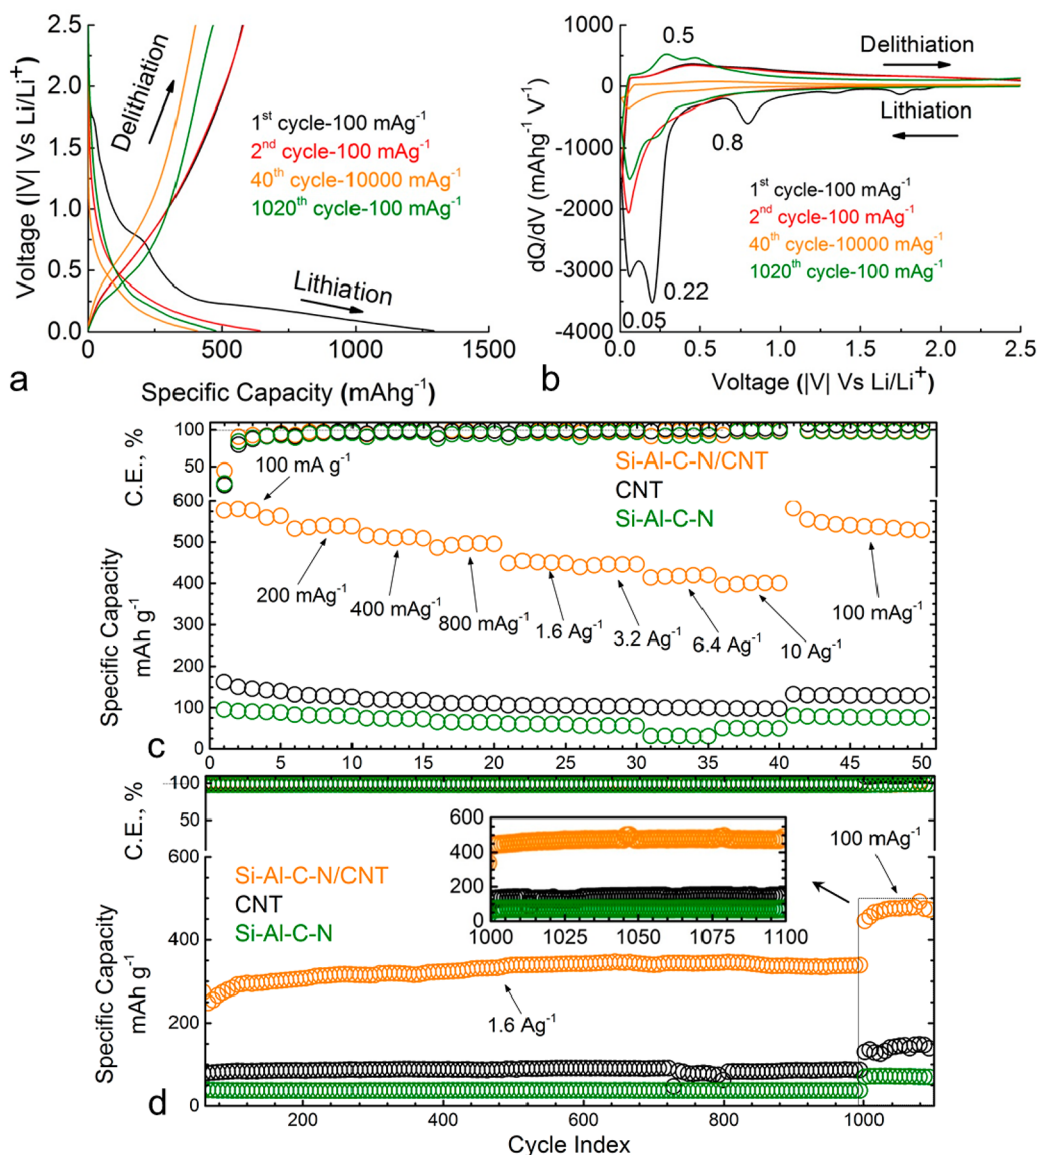 2.5
2.0
1.5
1.0
0.5
0.0
Voltage (|V| Vs Li/Li⁺)
Delithiation
1ˢᵗ cycle-100 mAg⁻¹
2ⁿᵈ cycle-100 mAg⁻¹
40ᵗʰ cycle-10000 mAg⁻¹
1020ᵗʰ cycle-100 mAg⁻¹
Lithiation
0 500 1000 1500
Specific Capacity (mAhg⁻¹)
a
1000
0
-1000
-2000
-3000
-4000
dQ/dV (mAhg⁻¹ V⁻¹)
0.5
Delithiation
Lithiation
0.8
1ˢᵗ cycle-100 mAg⁻¹
2ⁿᵈ cycle-100 mAg⁻¹
40ᵗʰ cycle-10000 mAg⁻¹
1020ᵗʰ cycle-100 mAg⁻¹
0.22
0.05
0.0 0.5 1.0 1.5 2.0 2.5
Voltage (|V| Vs Li/Li⁺)
b
100
50
C.E., %
100 mA g⁻¹
Si-Al-C-N/CNT
CNT
Si-Al-C-N
600
500
400
300
200
100
0
Specific Capacity
mAh g⁻¹
200 mAg⁻¹
400 mAg⁻¹
800 mAg⁻¹
1.6 Ag⁻¹
3.2 Ag⁻¹
6.4 Ag⁻¹
10 Ag⁻¹
100 mAg⁻¹
c
0 5 10 15 20 25 30 35 40 45 50
100
50
C.E., %
600
400
200
0
Specific Capacity
mAh g⁻¹
Si-Al-C-N/CNT
CNT
Si-Al-C-N
600
400
200
0
1000 1025 1050 1075 1100
100 mAg⁻¹
1.6 Ag⁻¹
d
200 400 600 800 1000
Cycle Index